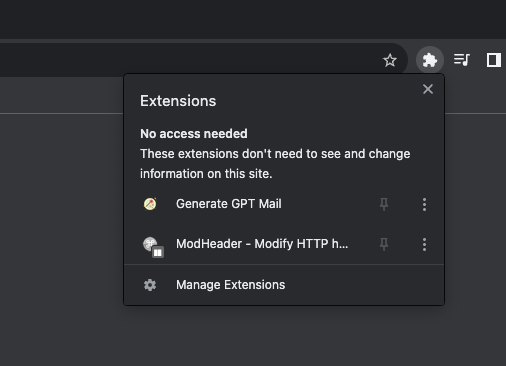 Extensions
No access needed
These extensions don't need to see and change
information on this site.
Generate GPT Mail
ModHeader - Modify HTTP h...
Manage Extensions